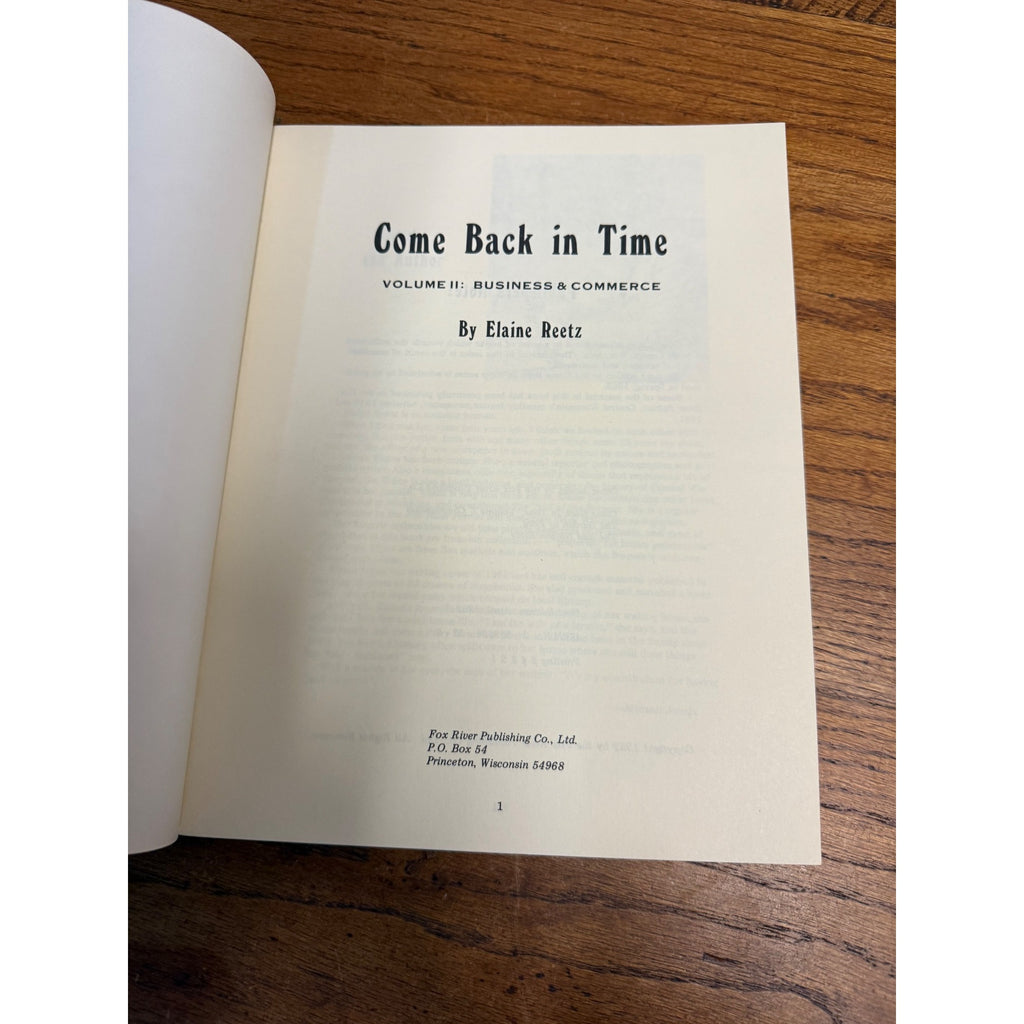 Come Back in Time
VOLUME II: BUSINESS & COMMERCE
By Elaine Reetz
Fox River Publishing Co., Ltd.
P.O. Box 54
Princeton, Wisconsin 54968
1